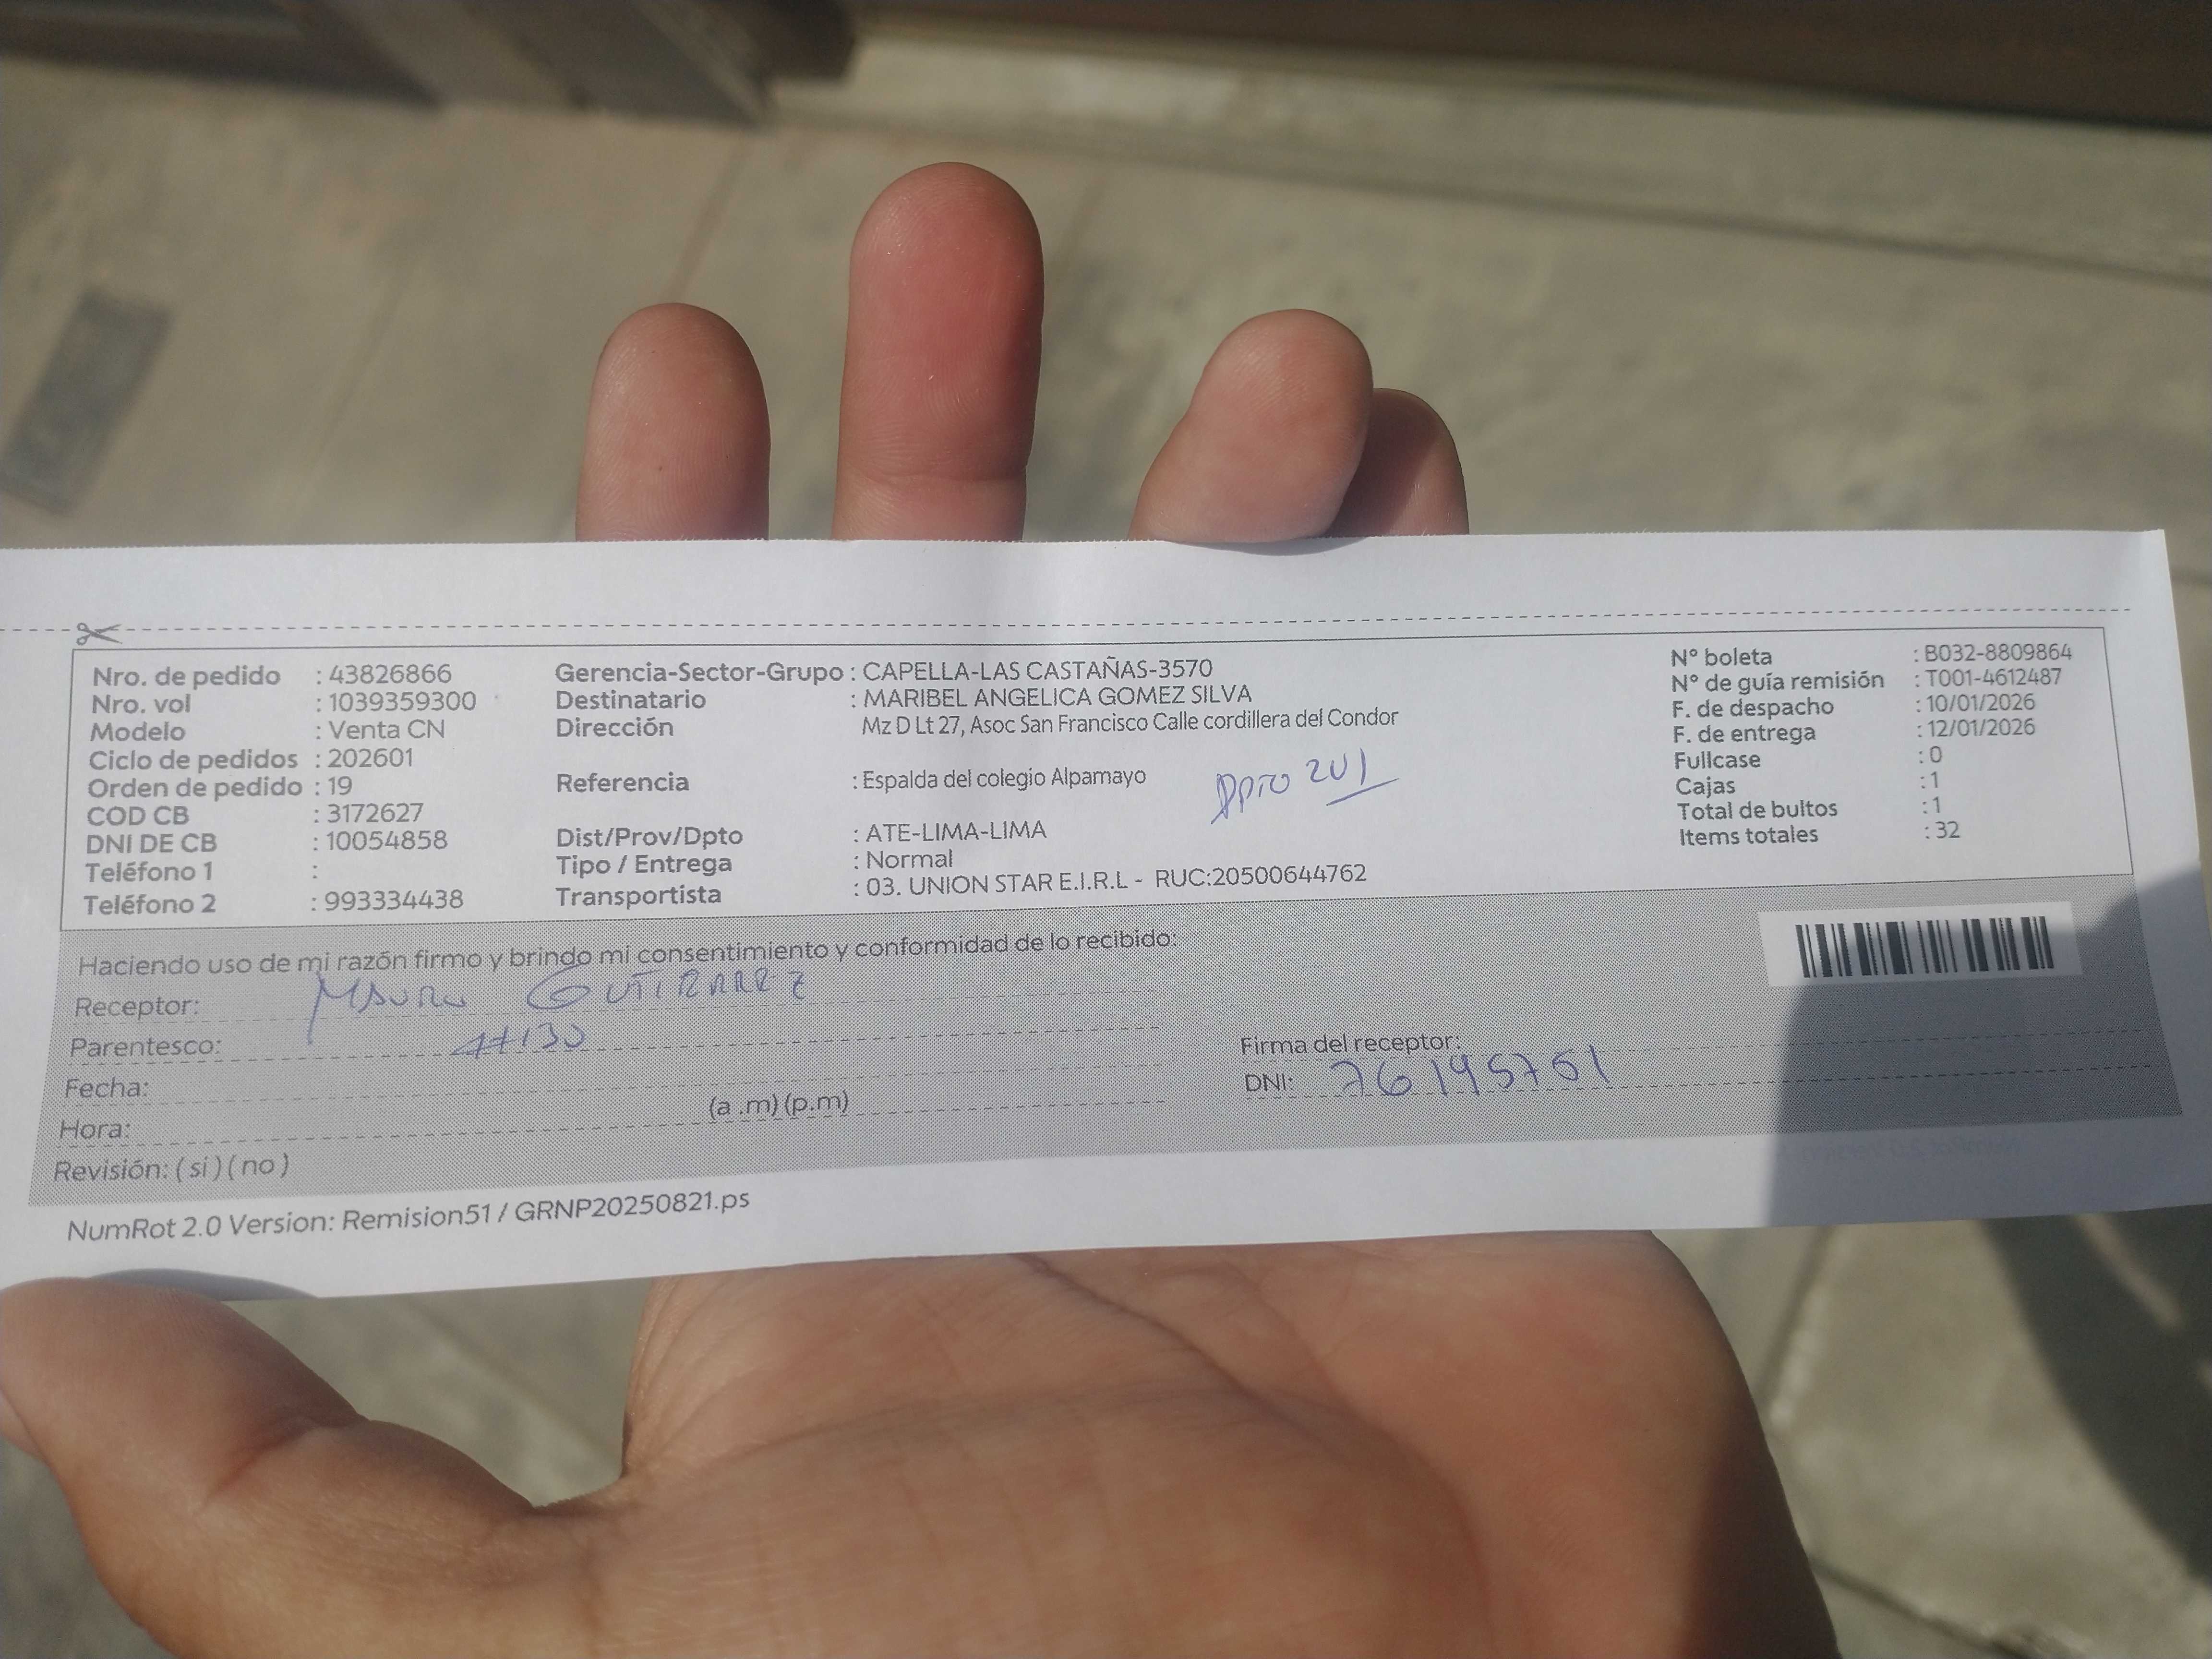 Nro. de pedido : 43826866
Nro. vol : 1039359300
Modelo : Venta CN
Ciclo de pedidos : 202601
Orden de pedido : 19
COD CB : 3172627
DNI DE CB : 10054858
Teléfono 1 :
Teléfono 2 : 993334438
Gerencia-Sector-Grupo : CAPELLA-LAS CASTAÑAS-3570
Destinatario : MARIBEL ANGELICA GOMEZ SILVA
Dirección Mz D Lt 27, Asoc San Francisco Calle cordillera del Condor
Referencia : Espalda del colegio Alpamayo
Dpto 201
Dist/Prov/Dpto : ATE-LIMA-LIMA
Tipo / Entrega : Normal
Transportista : 03. UNION STAR E.I.R.L - RUC:20500644762
N° boleta : B032-8809864
N° de guía remisión : T001-4612487
F. de despacho : 10/01/2026
F. de entrega : 12/01/2026
Fullcase : 0
Cajas : 1
Total de bultos : 1
Items totales : 32
Haciendo uso de mi razón firmo y brindo mi consentimiento y conformidad de lo recibido:
Receptor: Mauro
Parentesco:
Fecha:
Hora: (a .m) (p.m)
Revisión: ( si ) ( no )
Firma del receptor:
DNI:
NumRot 2.0 Version: Remision51 / GRNP20250821.ps